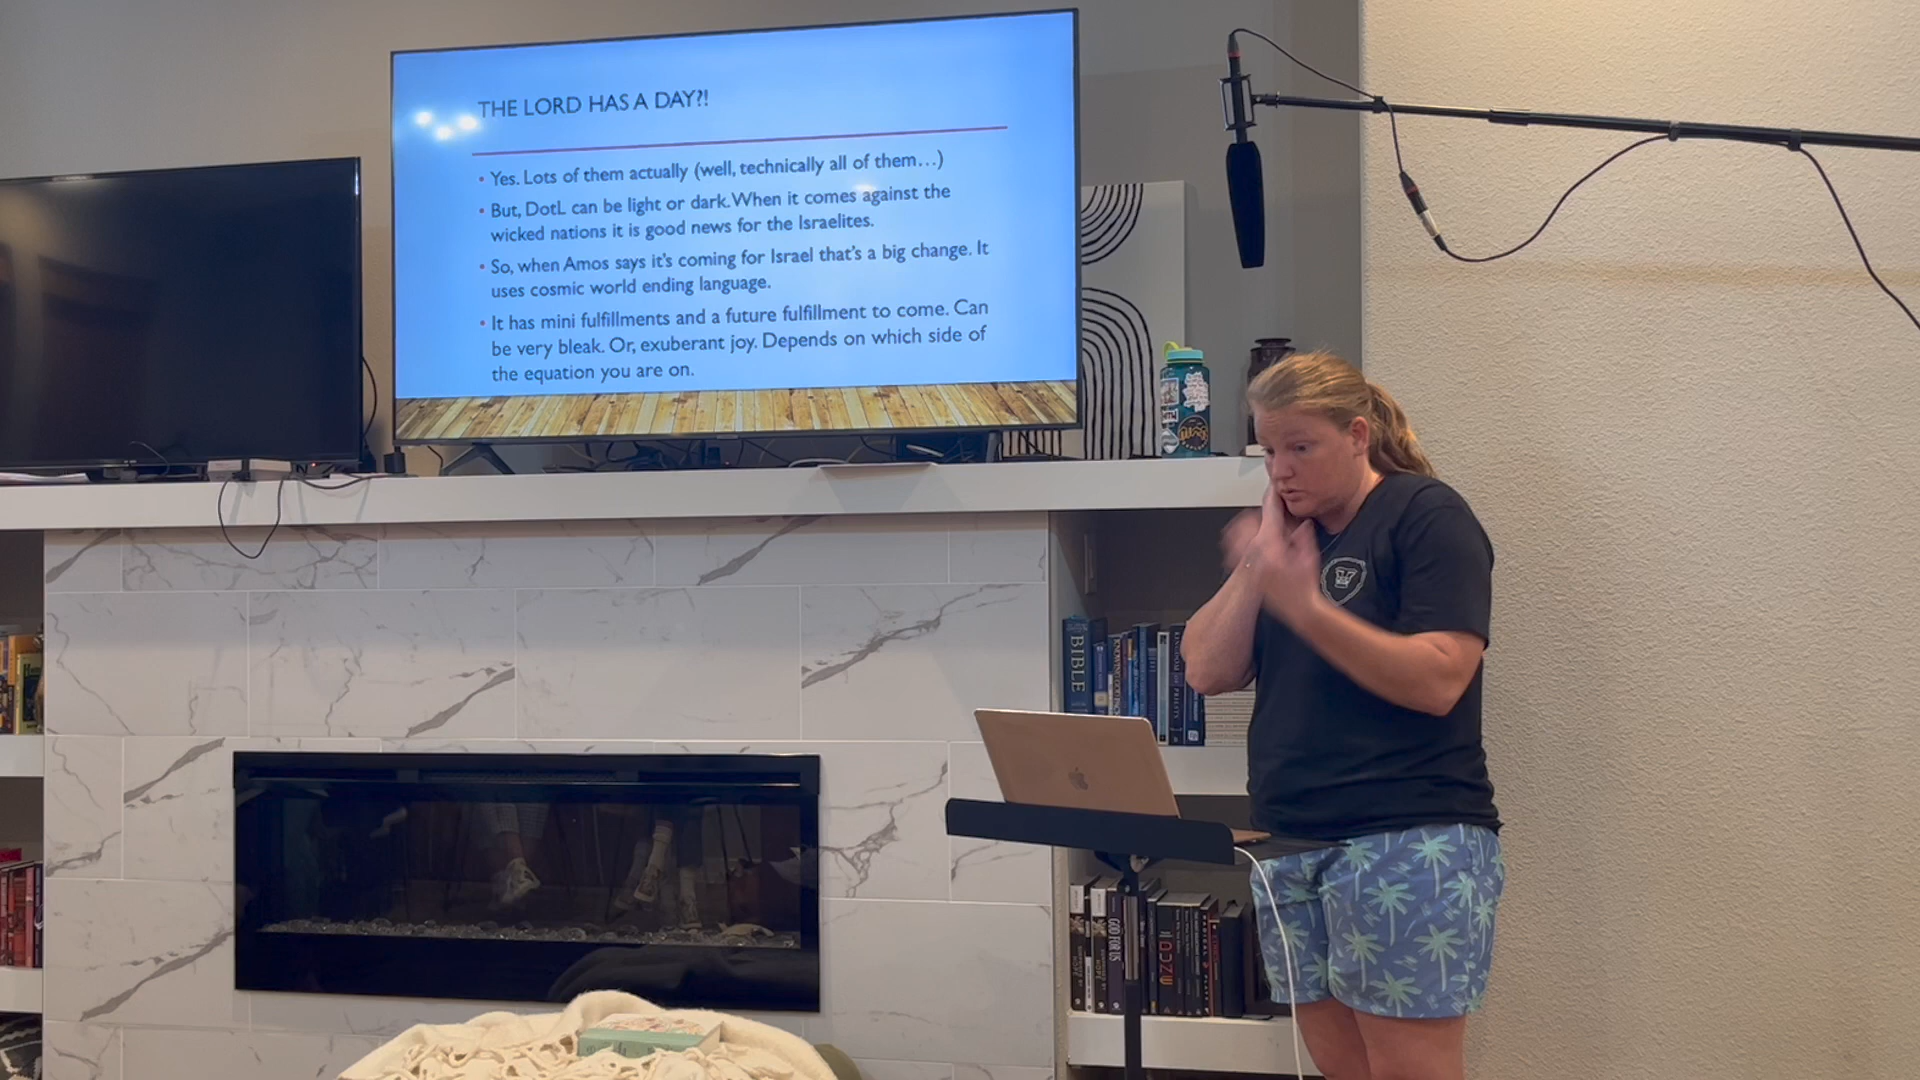 THE LORD HAS A DAY?!
• Yes. Lots of them actually (well, technically all of them…)
• But, DotL can be light or dark. When it comes against the
wicked nations it is good news for the Israelites.
• So, when Amos says it's coming for Israel that's a big change. It
uses cosmic world ending language.
• It has mini fulfillments and a future fulfillment to come. Can
be very bleak. Or, exuberant joy. Depends on which side of
the equation you are on.
BIBLE
GOD FOR US
DUNE